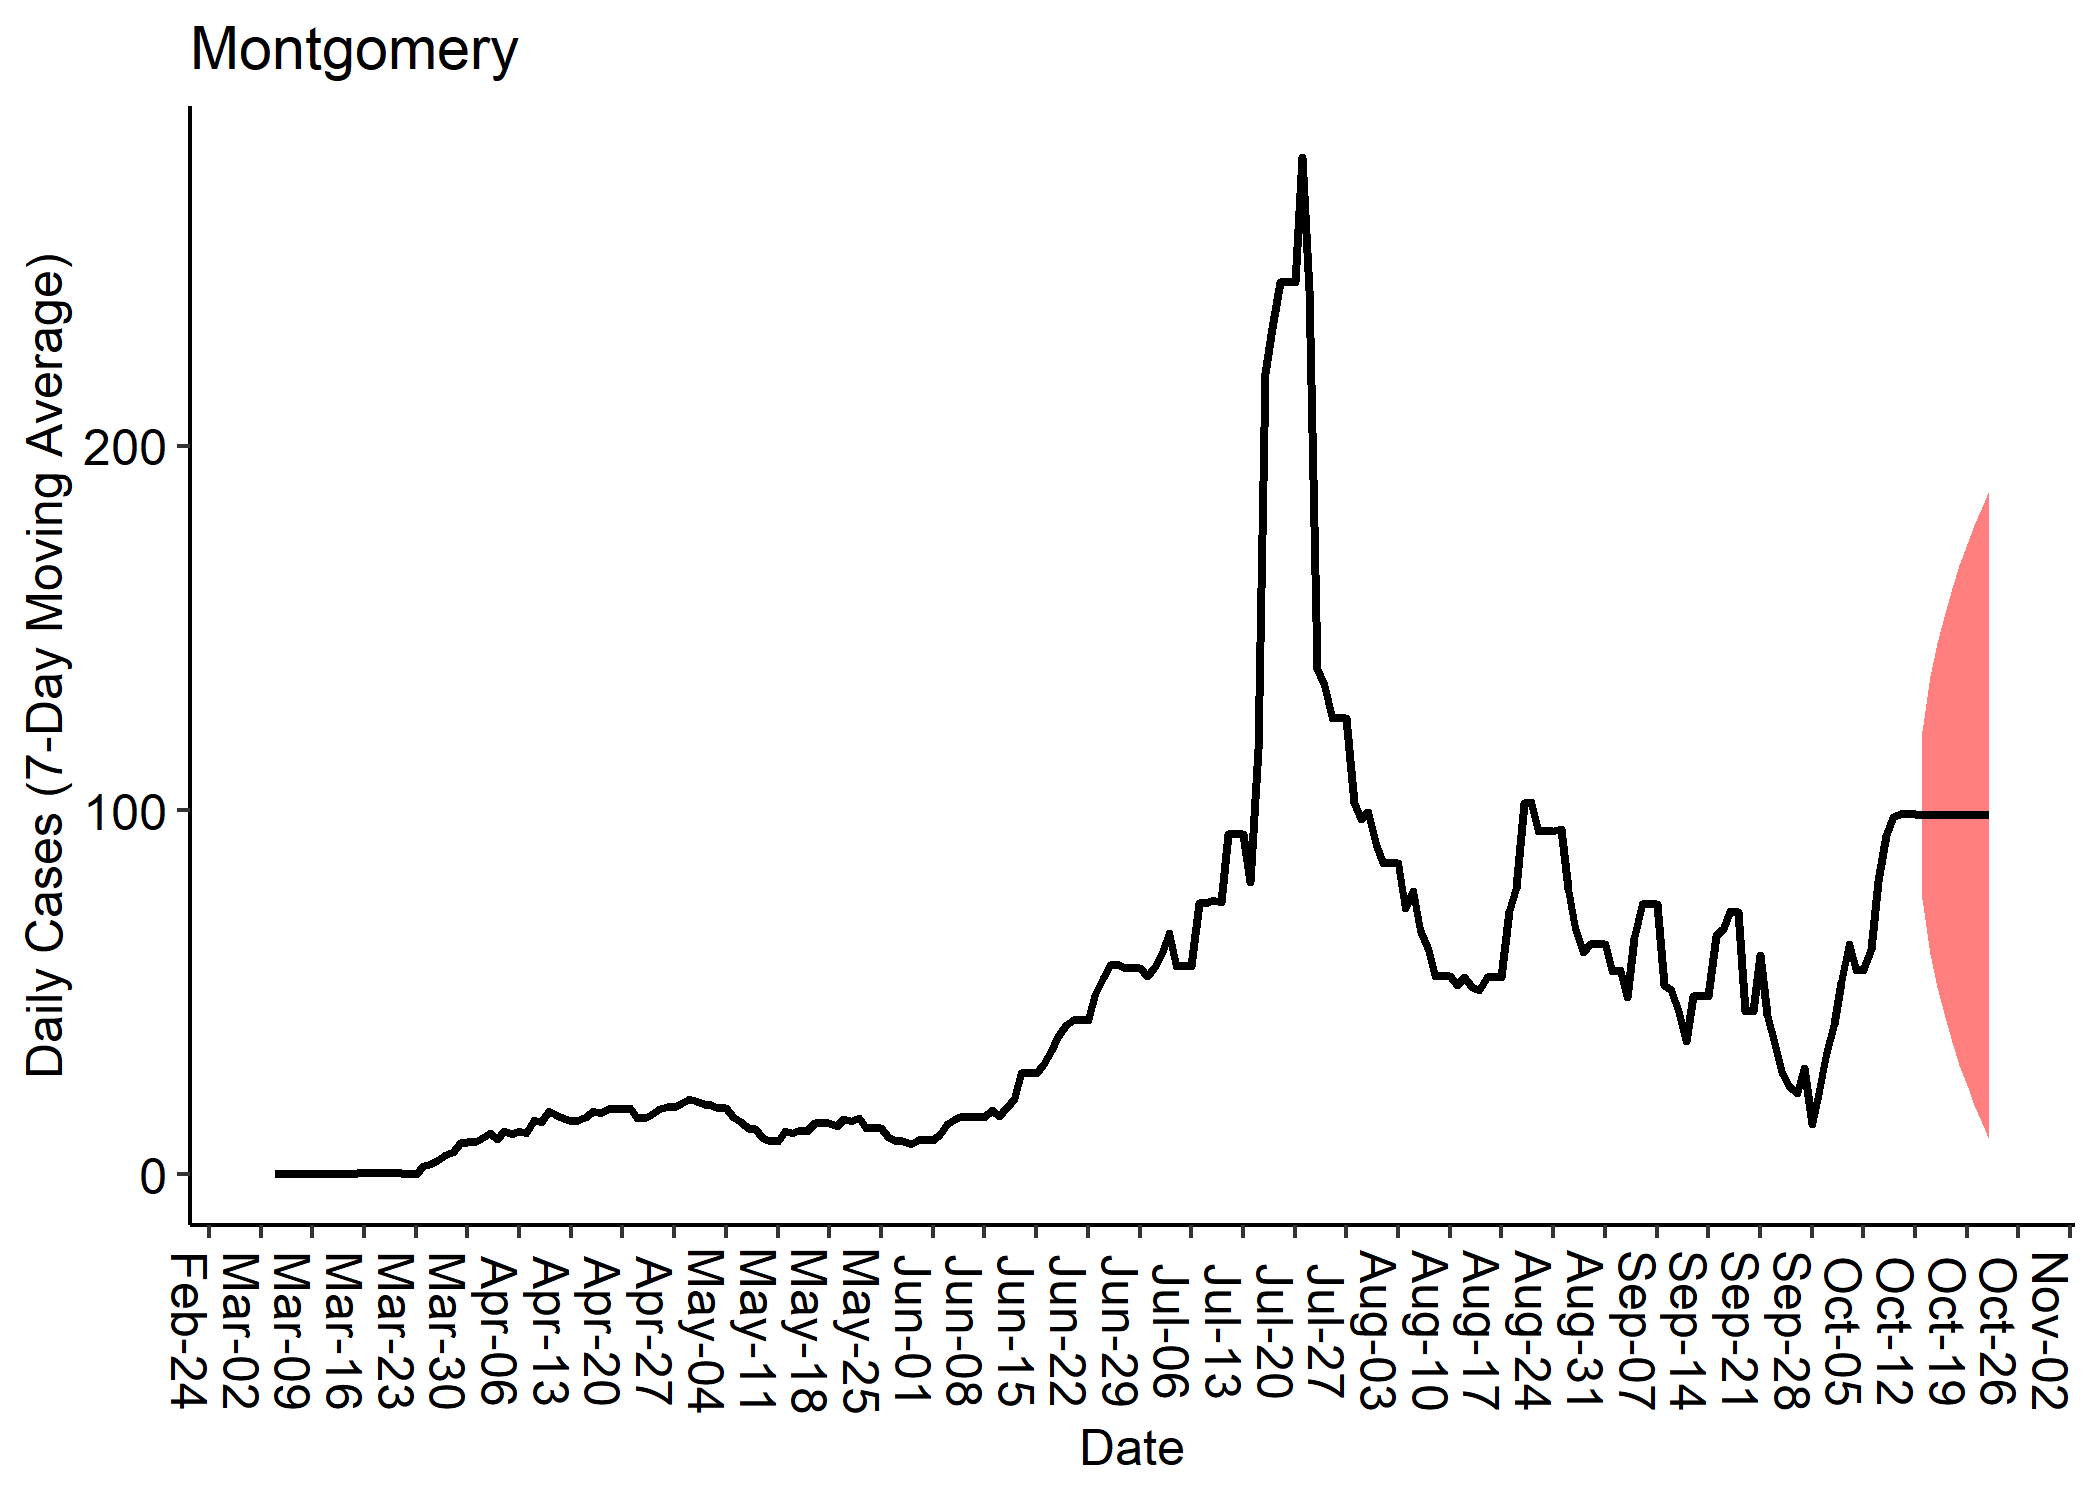 Montgomery
Daily Cases (7-Day Moving Average)
200
100
0
Feb-24
Mar-02
Mar-09
Mar-16
Mar-23
Mar-30
Apr-06
Apr-13
Apr-20
Apr-27
May-04
May-11
May-18
May-25
Jun-01
Jun-08
Jun-15
Jun-22
Jun-29
Jul-06
Jul-13
Jul-20
Jul-27
Aug-03
Aug-10
Aug-17
Aug-24
Aug-31
Sep-07
Sep-14
Sep-21
Sep-28
Oct-05
Oct-12
Oct-19
Oct-26
Nov-02
Date